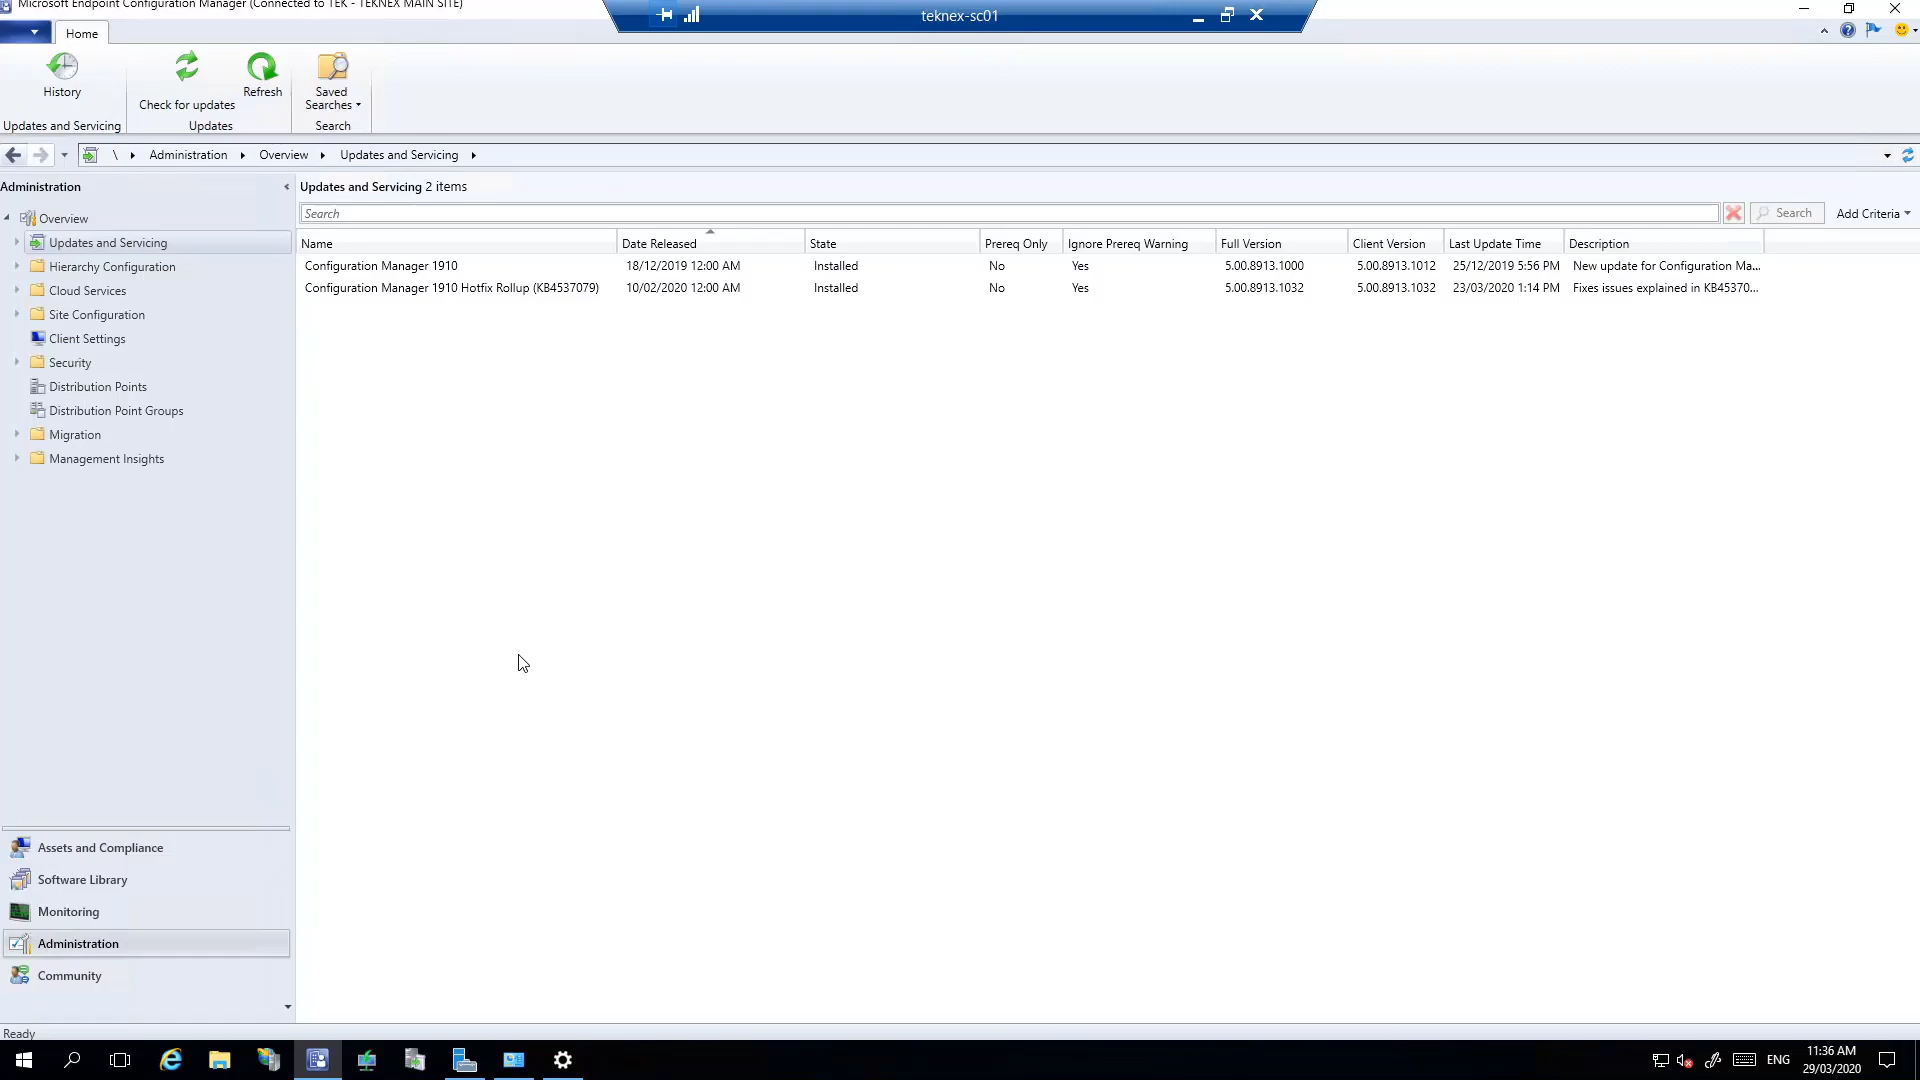 Microsoft Endpoint Configuration Manager (Connected to TEK - TEKNEX MAIN SITE)
teknex-sc01
Home
History
Check for updates
Refresh
Saved
Searches
Updates and Servicing
Updates
Search
\
Administration
Overview
Updates and Servicing
Administration
Updates and Servicing 2 items
Search
Search
Add Criteria
Overview
Updates and Servicing
Hierarchy Configuration
Cloud Services
Site Configuration
Client Settings
Security
Distribution Points
Distribution Point Groups
Migration
Management Insights
Name Date Released State Prereq Only Ignore Prereq Warning Full Version Client Version Last Update Time Description
Configuration Manager 1910 18/12/2019 12:00 AM Installed No Yes 5.00.8913.1000 5.00.8913.1012 25/12/2019 5:56 PM New update for Configuration Ma...
Configuration Manager 1910 Hotfix Rollup (KB4537079) 10/02/2020 12:00 AM Installed No Yes 5.00.8913.1032 5.00.8913.1032 23/03/2020 1:14 PM Fixes issues explained in KB45370...
Assets and Compliance
Software Library
Monitoring
Administration
Community
Ready
ENG
11:36 AM
29/03/2020